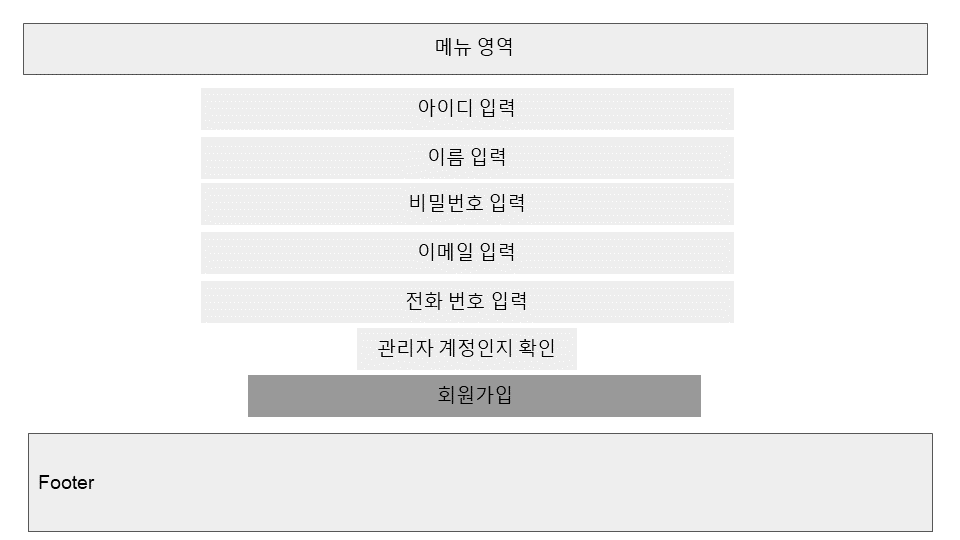 메뉴 영역
아이디 입력
이름 입력
비밀번호 입력
이메일 입력
전화 번호 입력
관리자 계정인지 확인
회원가입
Footer